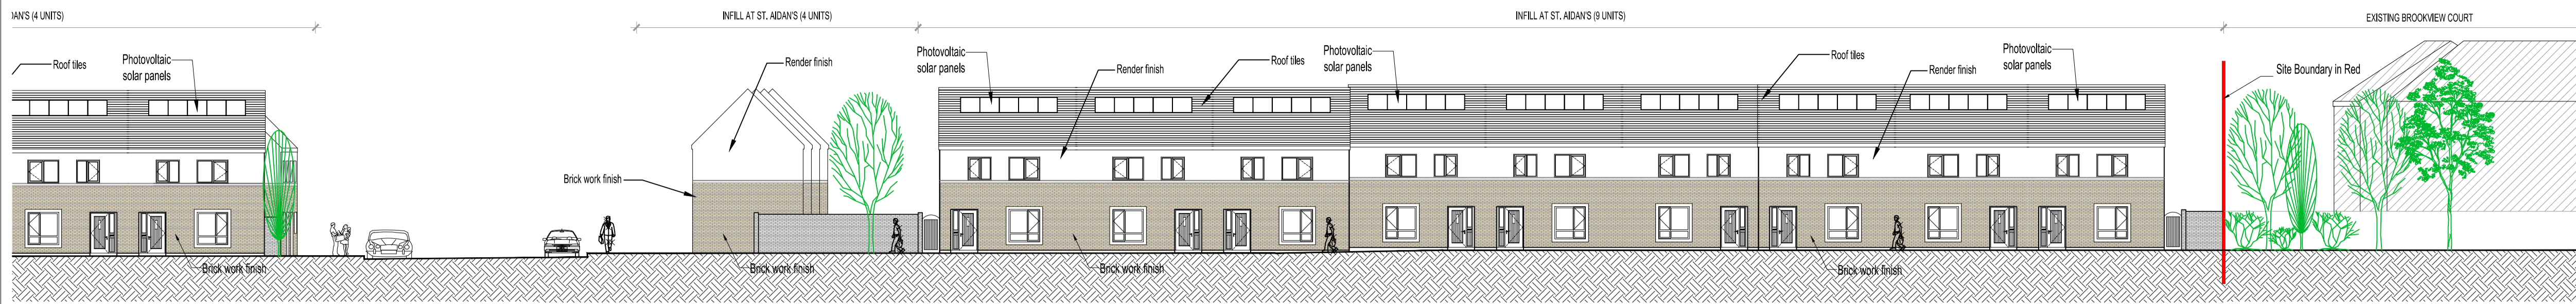 DAN'S (4 UNITS)
INFILL AT ST. AIDAN'S (4 UNITS)
INFILL AT ST. AIDAN'S (9 UNITS)
EXISTING BROOKVIEW COURT
Roof tiles
Photovoltaic
solar panels
Render finish
Photovoltaic
solar panels
Render finish
Roof tiles
Photovoltaic
solar panels
Roof tiles
Render finish
Photovoltaic
solar panels
Site Boundary in Red
Brick work finish
Brick work finish
Brick work finish
Brick work finish
Brick work finish